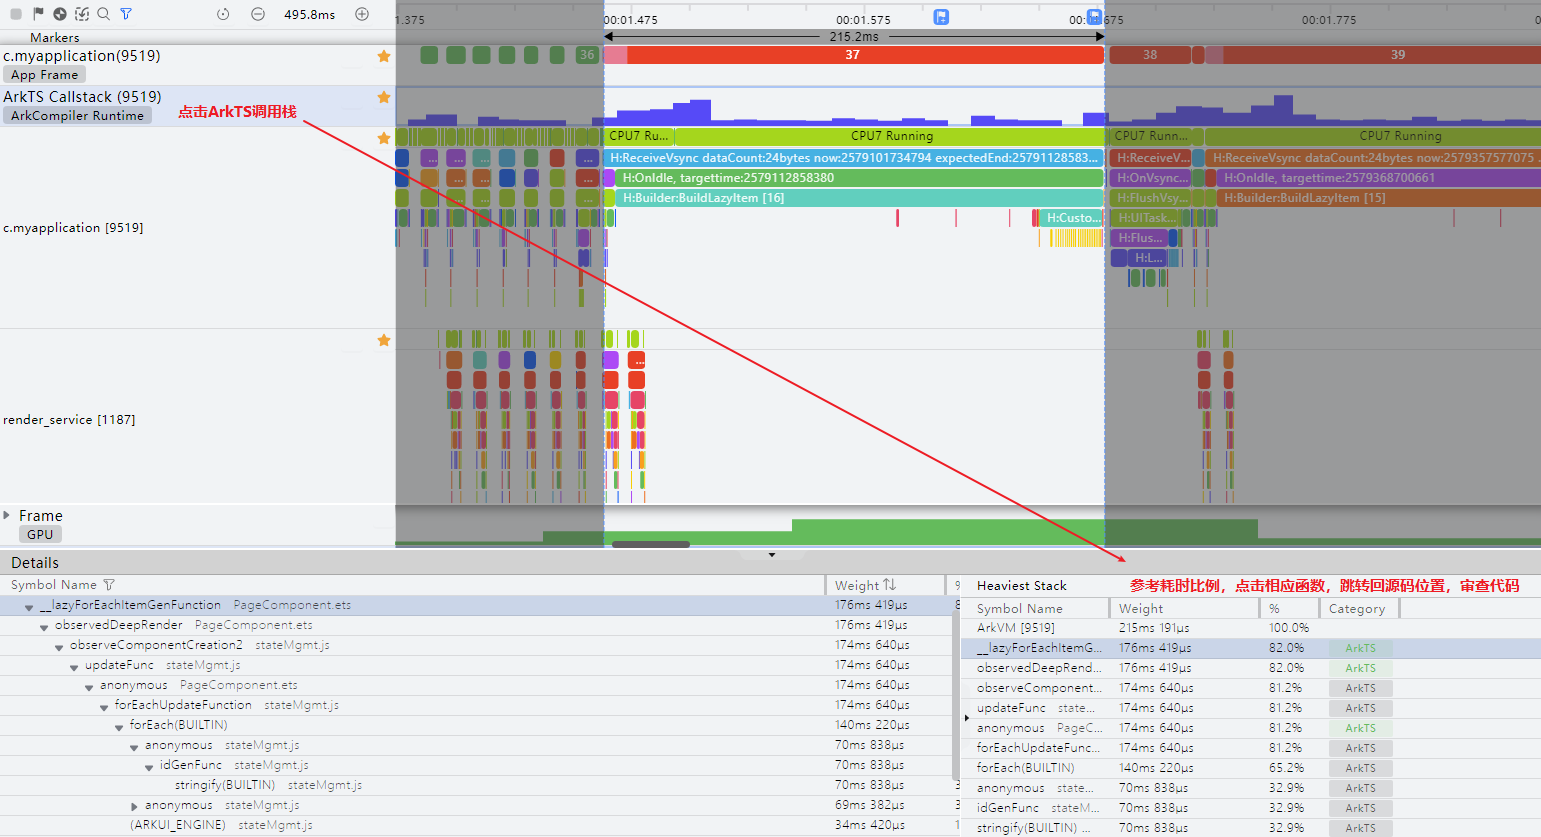 495.8ms
1.375
00:01.475
00:01.575
00:01.675
00:01.775
Markers
215.2ms
c.myapplication(9519)
App Frame
36
37
38
39
ArkTS Callstack (9519)
ArkCompiler Runtime
点击ArkTS调用栈
CPU7 Ru...
CPU7 Running
CPU7 Runn...
CPU7 Running
H:ReceiveVsync dataCount:24bytes now:2579101734794 expectedEnd:25791128583...
H:ReceiveV...
H:ReceiveVsync dataCount:24bytes now:2579357577075 ..
H:OnIdle, targettime:2579112858380
H:OnVsync...
H:OnIdle, targettime:2579368700661
H:Builder:BuildLazyItem [16]
H:FlushVsy...
H:Builder:BuildLazyItem [15]
c.myapplication [9519]
H:Custo...
H:UITask...
H:Flus...
H:L...
render_service [1187]
Frame
GPU
Details
Symbol Name
Weight
%
__lazyForEachItemGenFunction PageComponent.ets 176ms 419μs 8
observedDeepRender PageComponent.ets 176ms 419μs
observeComponentCreation2 stateMgmt.js 174ms 640μs
updateFunc stateMgmt.js 174ms 640μs
anonymous PageComponent.ets 174ms 640μs
forEachUpdateFunction stateMgmt.js 174ms 640μs
forEach(BUILTIN) 140ms 220μs
anonymous stateMgmt.js 70ms 838μs
idGenFunc stateMgmt.js 70ms 838μs
stringify(BUILTIN) stateMgmt.js 70ms 838μs 3
anonymous stateMgmt.js 69ms 382μs 3
(ARKUI_ENGINE) stateMgmt.js 34ms 420μs 1
Heaviest Stack
参考耗时比例，点击相应函数，跳转回源码位置，审查代码
Symbol Name Weight % Category
ArkVM [9519] 215ms 191μs 100.0%
__lazyForEachItemG... 176ms 419μs 82.0% ArkTS
observedDeepRender... 176ms 419μs 82.0% ArkTS
observeComponent... 174ms 640μs 81.2% ArkTS
updateFunc state... 174ms 640μs 81.2% ArkTS
anonymous PageC... 174ms 640μs 81.2% ArkTS
forEachUpdateFunc... 174ms 640μs 81.2% ArkTS
forEach(BUILTIN) 140ms 220μs 65.2% ArkTS
anonymous state... 70ms 838μs 32.9% ArkTS
idGenFunc stateM... 70ms 838μs 32.9% ArkTS
stringify(BUILTIN) ... 70ms 838μs 32.9% ArkTS